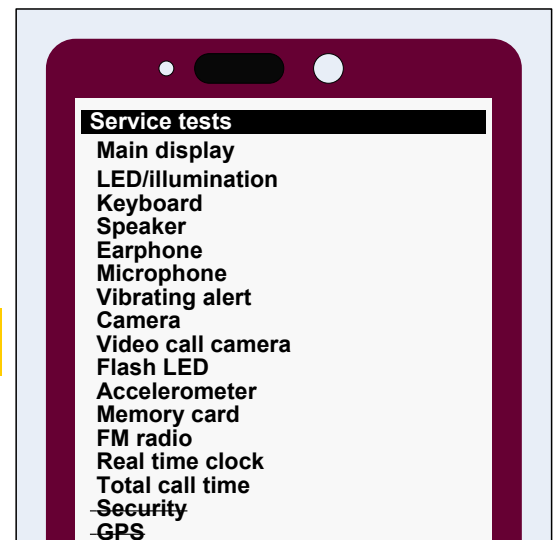 Service tests
Main display
LED/illumination
Keyboard
Speaker
Earphone
Microphone
Vibrating alert
Camera
Video call camera
Flash LED
Accelerometer
Memory card
FM radio
Real time clock
Total call time
Security
GPS